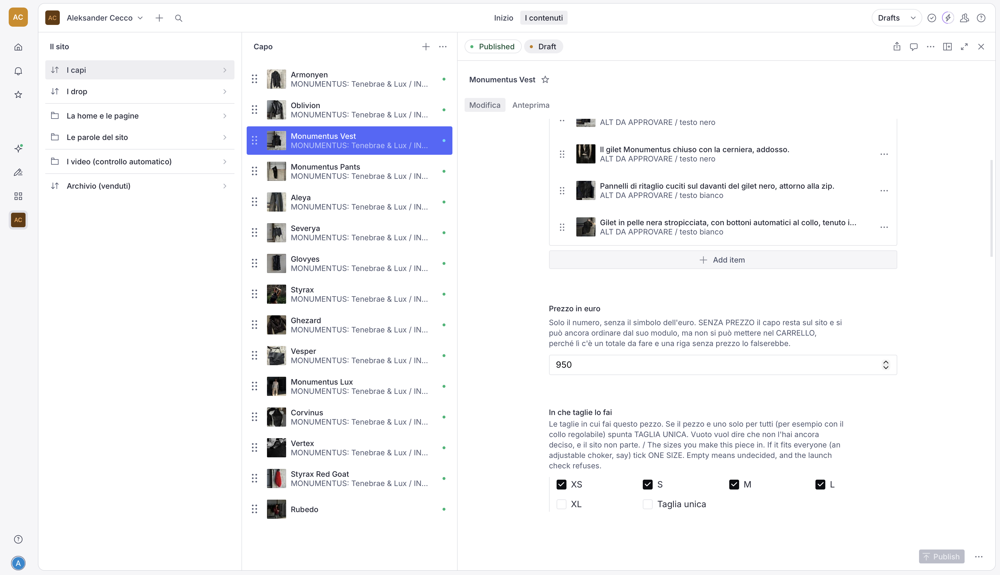 AC
AC
Aleksander Cecco
Inizio
I contenuti
Drafts
Il sito
I capi
I drop
La home e le pagine
Le parole del sito
I video (controllo automatico)
Archivio (venduti)
AC
A
Capo
Armonyen
MONUMENTUS: Tenebrae & Lux / IN...
Oblivion
MONUMENTUS: Tenebrae & Lux / IN...
Monumentus Vest
MONUMENTUS: Tenebrae & Lux / IN...
Monumentus Pants
MONUMENTUS: Tenebrae & Lux / IN...
Aleya
MONUMENTUS: Tenebrae & Lux / IN...
Severya
MONUMENTUS: Tenebrae & Lux / IN...
Glovyes
MONUMENTUS: Tenebrae & Lux / IN...
Styrax
MONUMENTUS: Tenebrae & Lux / IN...
Ghezard
MONUMENTUS: Tenebrae & Lux / IN...
Vesper
MONUMENTUS: Tenebrae & Lux / IN...
Monumentus Lux
MONUMENTUS: Tenebrae & Lux / IN...
Corvinus
MONUMENTUS: Tenebrae & Lux / IN...
Vertex
MONUMENTUS: Tenebrae & Lux / IN...
Styrax Red Goat
MONUMENTUS: Tenebrae & Lux / IN...
Rubedo
Published
Draft
Monumentus Vest
Modifica
Anteprima
ALT DA APPROVARE / testo nero
Il gilet Monumentus chiuso con la cerniera, addosso.
ALT DA APPROVARE / testo nero
Pannelli di ritaglio cuciti sul davanti del gilet nero, attorno alla zip.
ALT DA APPROVARE / testo bianco
Gilet in pelle nera stropicciata, con bottoni automatici al collo, tenuto i...
ALT DA APPROVARE / testo bianco
Add item
Prezzo in euro
Solo il numero, senza il simbolo dell'euro. SENZA PREZZO il capo resta sul sito e si
può ancora ordinare dal suo modulo, ma non si può mettere nel CARRELLO,
perché lì c'è un totale da fare e una riga senza prezzo lo falserebbe.
950
In che taglie lo fai
Le taglie in cui fai questo pezzo. Se il pezzo e uno solo per tutti (per esempio con il
collo regolabile) spunta TAGLIA UNICA. Vuoto vuol dire che non l'hai ancora
deciso, e il sito non parte. / The sizes you make this piece in. If it fits everyone (an
adjustable choker, say) tick ONE SIZE. Empty means undecided, and the launch
check refuses.
XS
S
M
L
XL
Taglia unica
Publish